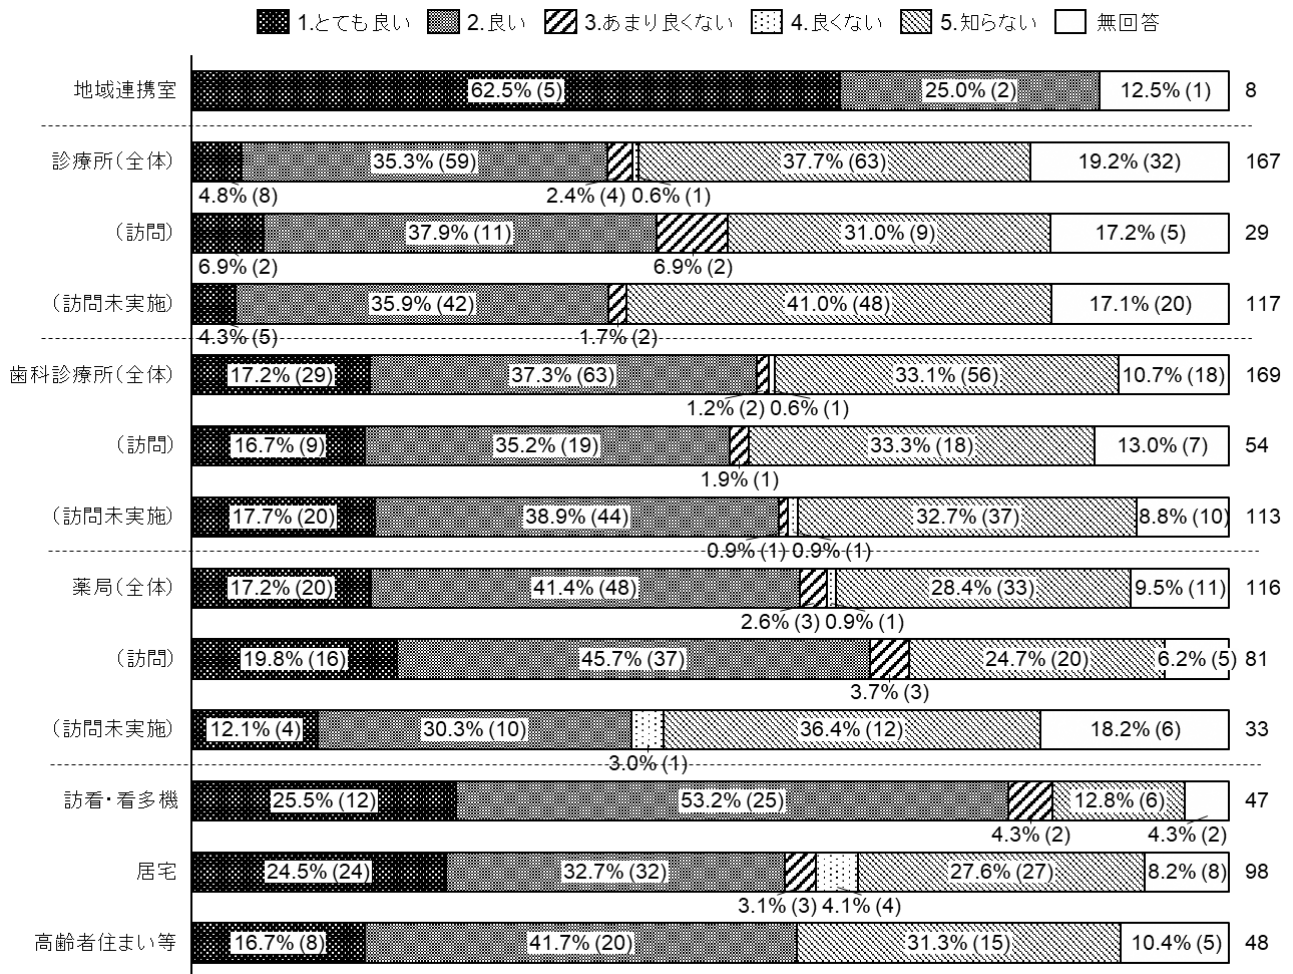 1.とても良い 2.良い 3.あまり良くない 4.良くない 5.知らない 無回答
地域連携室 62.5% (5) 25.0% (2) 12.5% (1) 8
診療所(全体) 35.3% (59) 37.7% (63) 19.2% (32) 167
4.8% (8) 2.4% (4) 0.6% (1)
(訪問) 37.9% (11) 31.0% (9) 17.2% (5) 29
6.9% (2) 6.9% (2)
(訪問未実施) 35.9% (42) 41.0% (48) 17.1% (20) 117
4.3% (5) 1.7% (2)
歯科診療所(全体) 17.2% (29) 37.3% (63) 33.1% (56) 10.7% (18) 169
1.2% (2) 0.6% (1)
(訪問) 16.7% (9) 35.2% (19) 33.3% (18) 13.0% (7) 54
1.9% (1)
(訪問未実施) 17.7% (20) 38.9% (44) 32.7% (37) 8.8% (10) 113
0.9% (1) 0.9% (1)
薬局(全体) 17.2% (20) 41.4% (48) 28.4% (33) 9.5% (11) 116
2.6% (3) 0.9% (1)
(訪問) 19.8% (16) 45.7% (37) 24.7% (20) 6.2% (5) 81
3.7% (3)
(訪問未実施) 12.1% (4) 30.3% (10) 36.4% (12) 18.2% (6) 33
3.0% (1)
訪看・看多機 25.5% (12) 53.2% (25) 12.8% (6) 47
4.3% (2) 4.3% (2)
居宅 24.5% (24) 32.7% (32) 27.6% (27) 8.2% (8) 98
3.1% (3) 4.1% (4)
高齢者住まい等 16.7% (8) 41.7% (20) 31.3% (15) 10.4% (5) 48